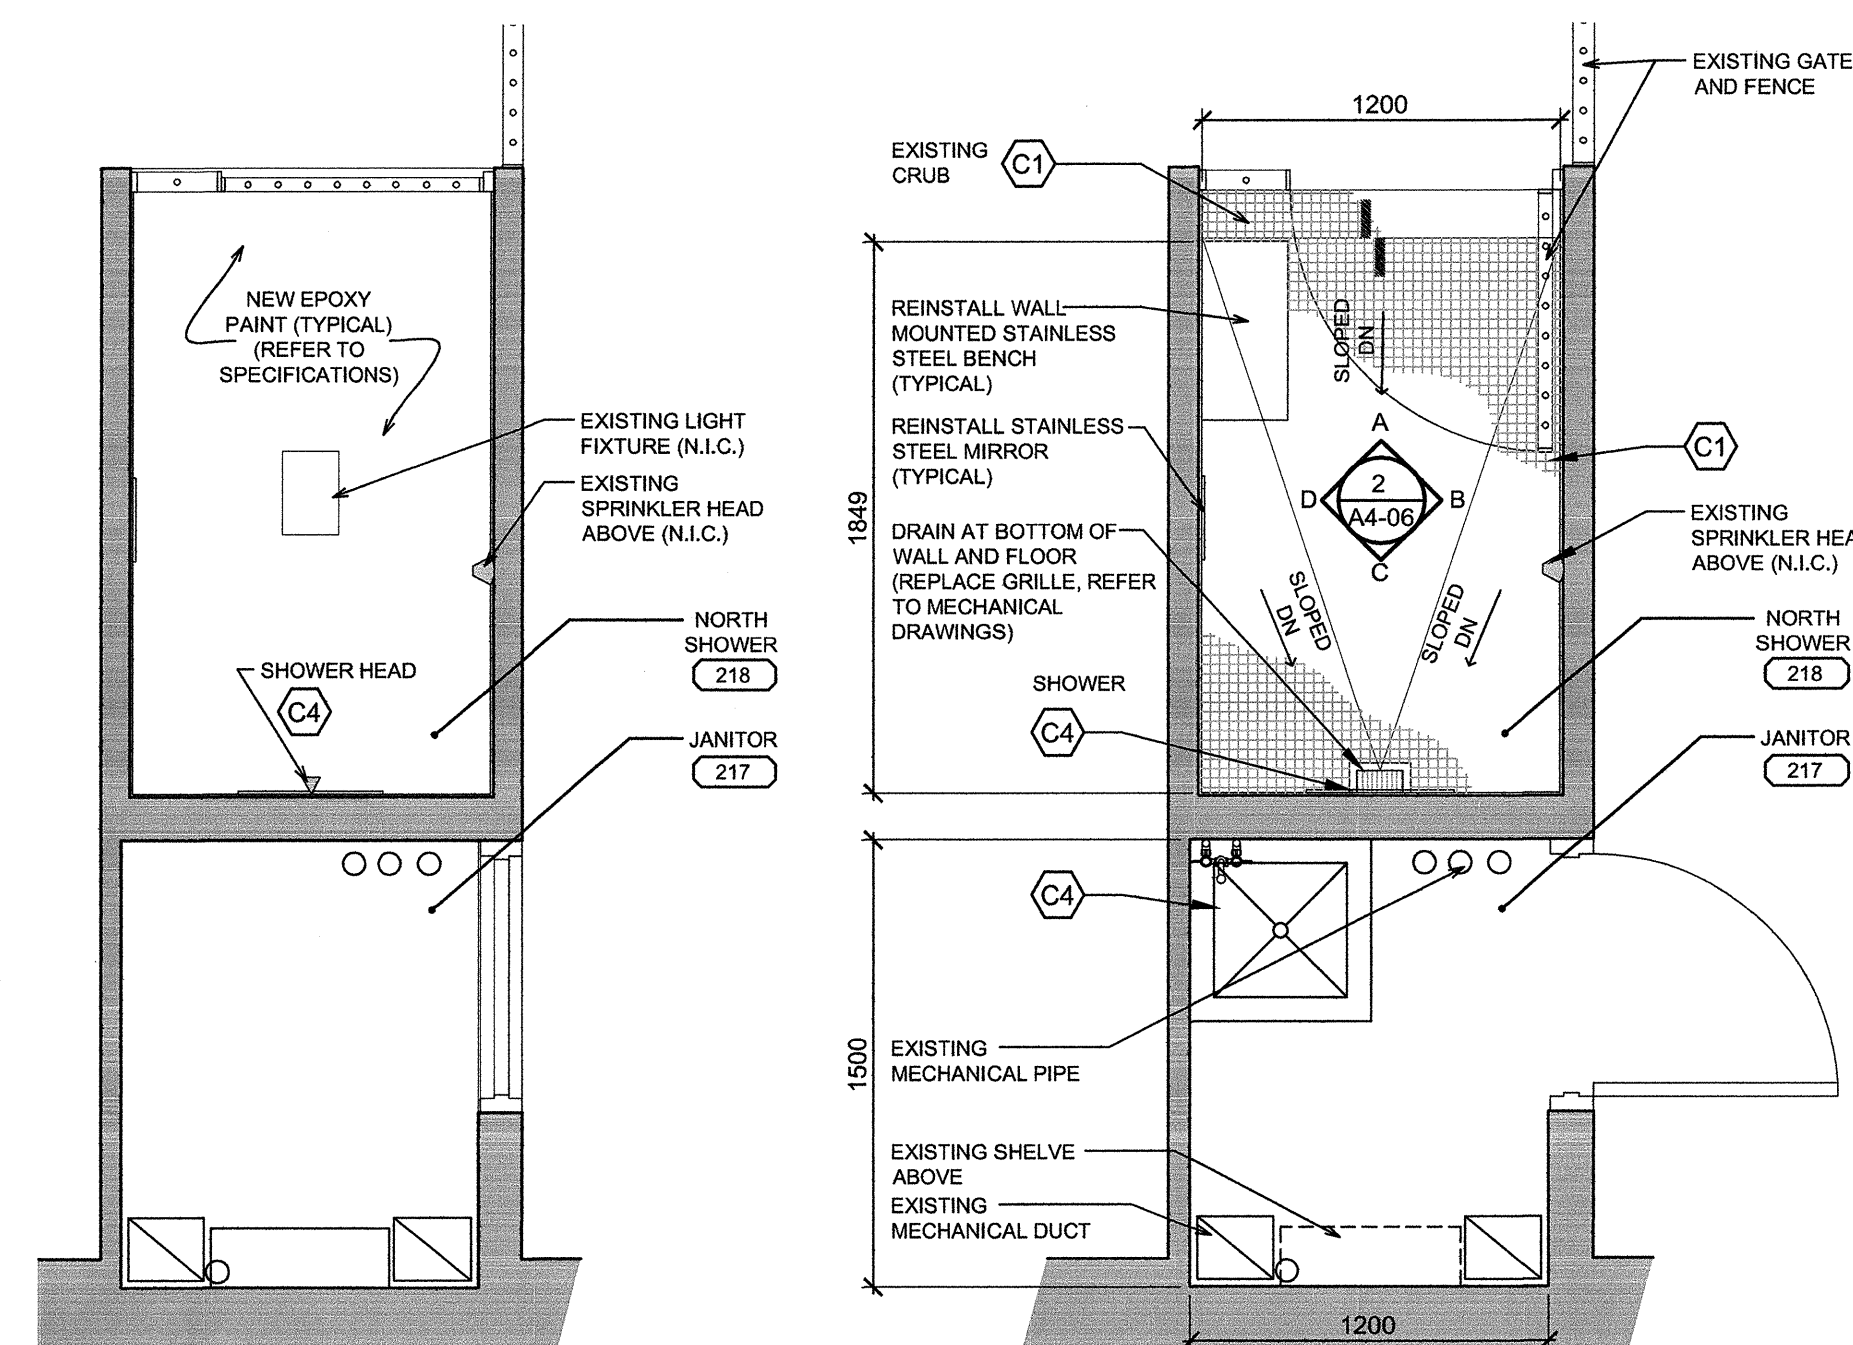 NEW EPOXY
PAINT (TYPICAL)
(REFER TO
SPECIFICATIONS)
EXISTING LIGHT
FIXTURE (N.I.C.)
EXISTING
SPRINKLER HEAD
ABOVE (N.I.C.)
NORTH
SHOWER
218
SHOWER HEAD
C4
JANITOR
217
EXISTING GATE
AND FENCE
1200
EXISTING
CRUB
C1
REINSTALL WALL
MOUNTED STAINLESS
STEEL BENCH
(TYPICAL)
SLOPED
DN
REINSTALL STAINLESS
STEEL MIRROR
(TYPICAL)
A
D
2
B
A4-06
C
C1
1849
DRAIN AT BOTTOM OF
WALL AND FLOOR
(REPLACE GRILLE, REFER
TO MECHANICAL
DRAWINGS)
EXISTING
SPRINKLER HEA
ABOVE (N.I.C.)
SLOPED
DN
SLOPED
DN
NORTH
SHOWER
218
SHOWER
C4
JANITOR
217
C4
1500
EXISTING
MECHANICAL PIPE
EXISTING SHELVE
ABOVE
EXISTING
MECHANICAL DUCT
1200